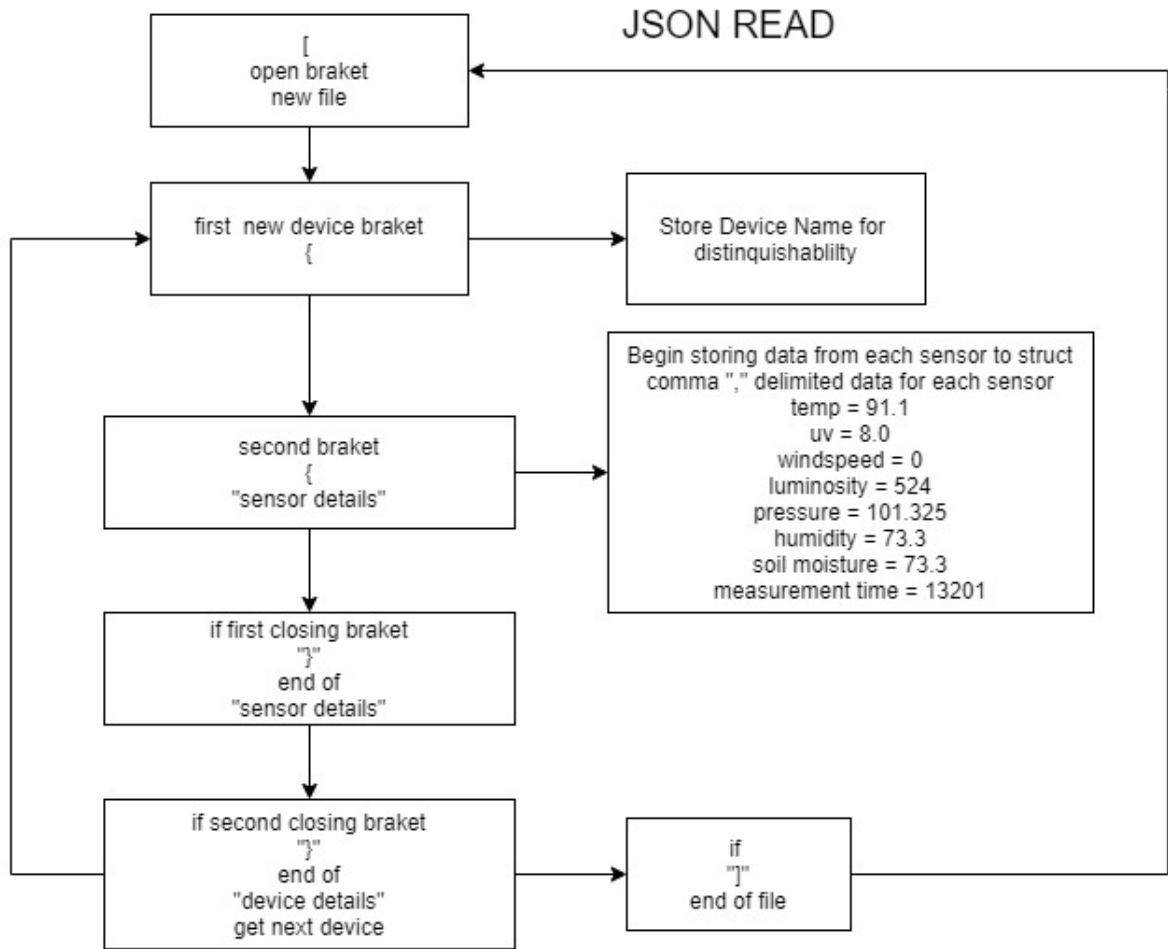 JSON READ
[
open braket
new file
first  new device braket
{
Store Device Name for
distinquishablilty
second braket
{
"sensor details"
Begin storing data from each sensor to struct
comma "," delimited data for each sensor
temp = 91.1
uv = 8.0
windspeed = 0
luminosity = 524
pressure = 101.325
humidity = 73.3
soil moisture = 73.3
measurement time = 13201
if first closing braket
"}"
end of
"sensor details"
if second closing braket
"}"
end of
"device details"
get next device
if
"]"
end of file